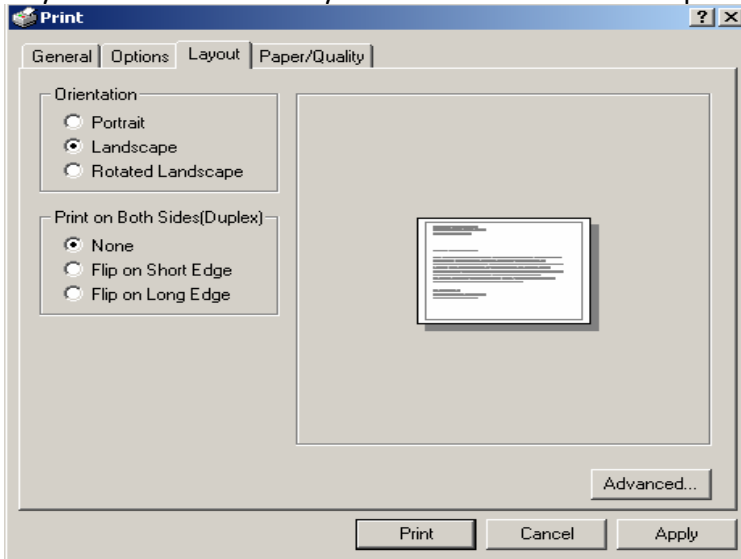 Print
General Options Layout Paper/Quality
Orientation
Portrait
Landscape
Rotated Landscape
Print on Both Sides(Duplex)
None
Flip on Short Edge
Flip on Long Edge
Advanced...
Print Cancel Apply